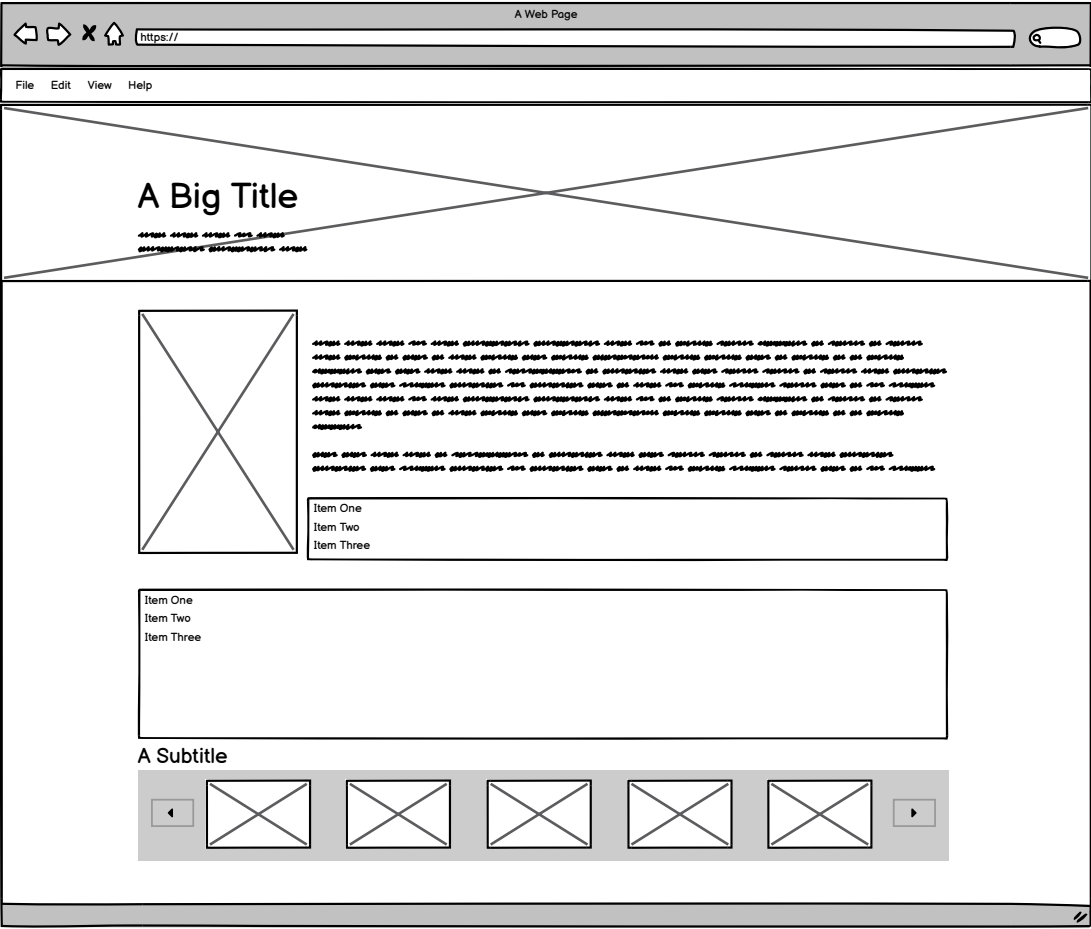 A Web Page
https://
File Edit View Help
A Big Title
Item One
Item Two
Item Three
Item One
Item Two
Item Three
A Subtitle